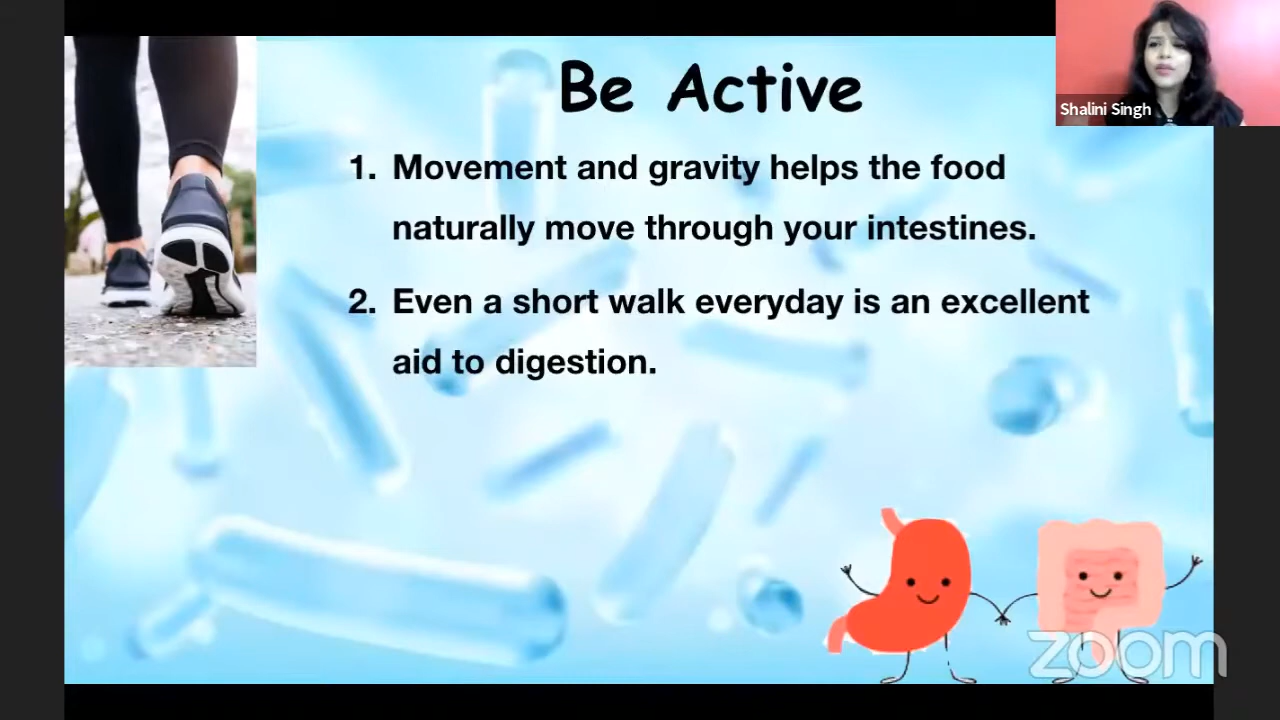 Be Active
Shalini Singh
1. Movement and gravity helps the food
naturally move through your intestines.
2. Even a short walk everyday is an excellent
aid to digestion.
zoom